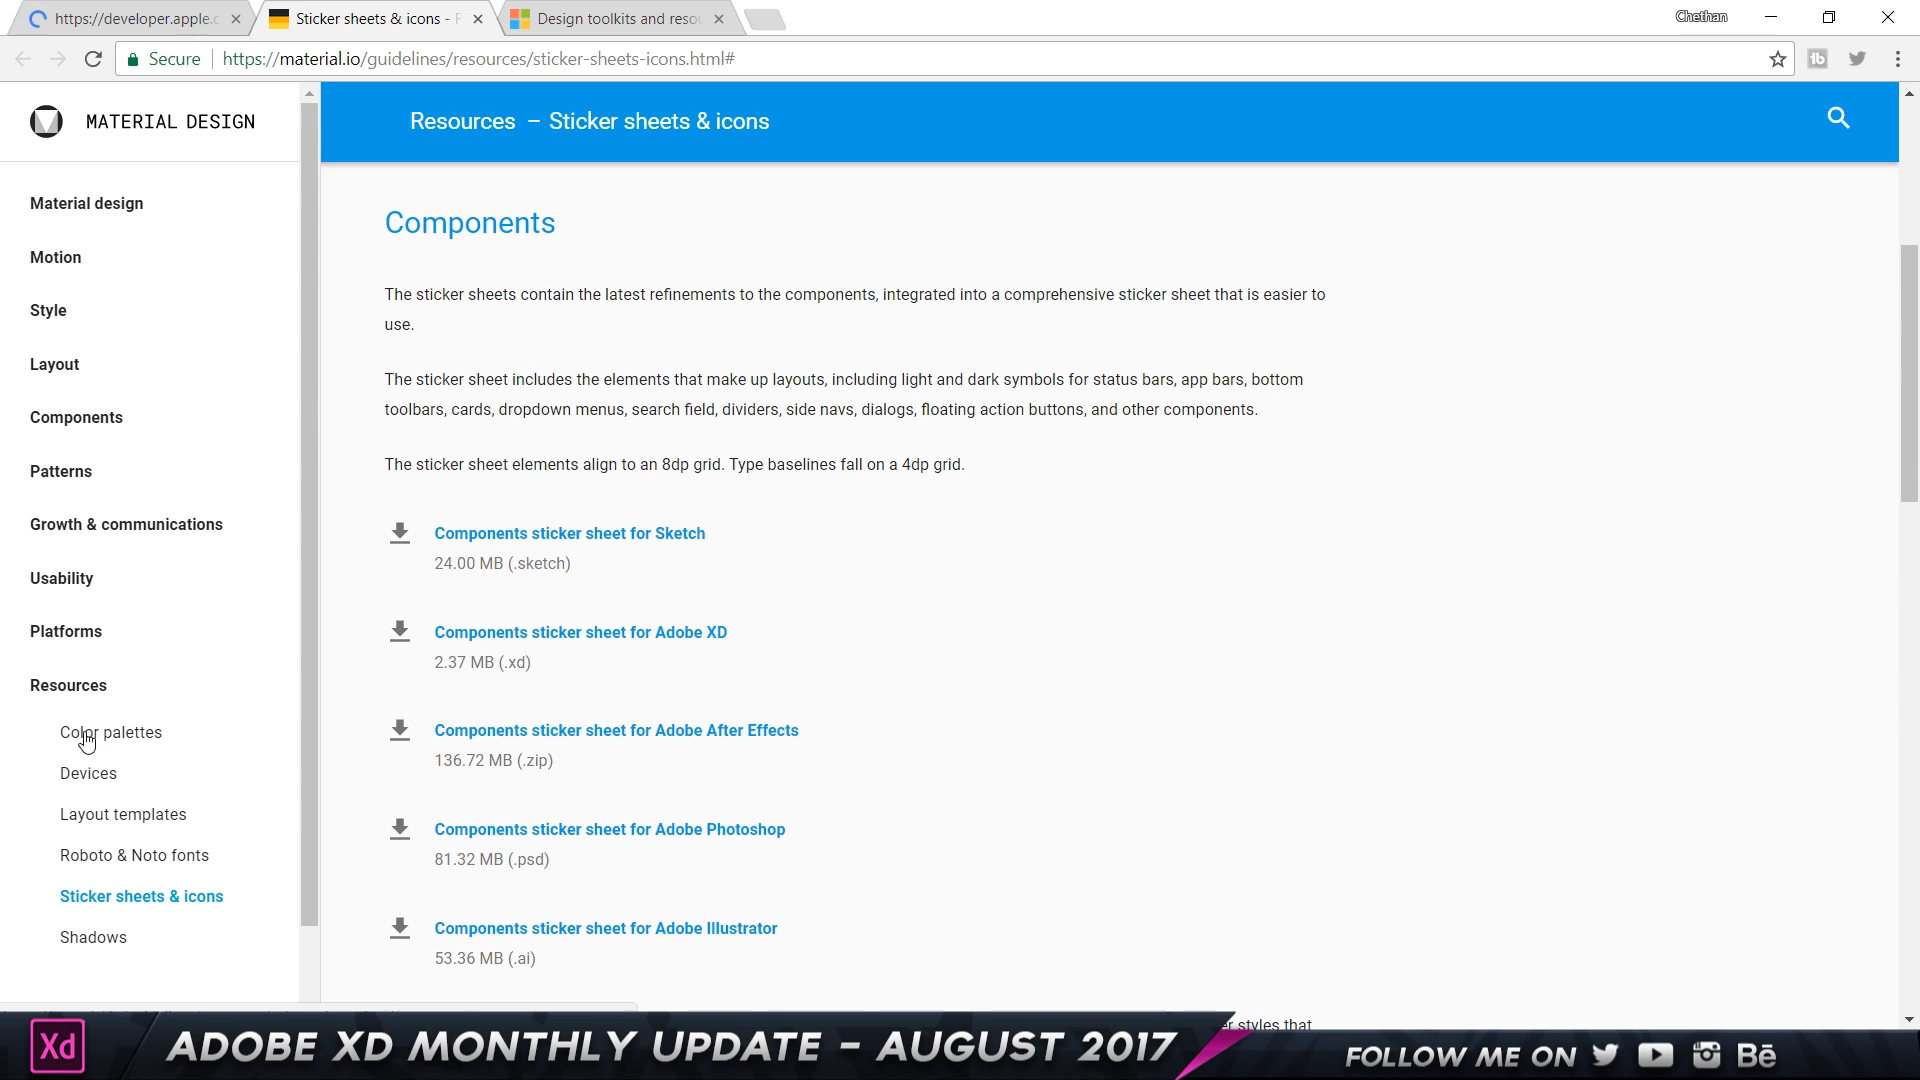 https://developer.apple.c
Sticker sheets & icons -
Design toolkits and resou
Chethan
Secure
https://material.io/guidelines/resources/sticker-sheets-icons.html#
MATERIAL DESIGN
Resources – Sticker sheets & icons
Material design
Motion
Style
Layout
Components
Patterns
Growth & communications
Usability
Platforms
Resources
Color palettes
Devices
Layout templates
Roboto & Noto fonts
Sticker sheets & icons
Shadows
Components
The sticker sheets contain the latest refinements to the components, integrated into a comprehensive sticker sheet that is easier to
use.
The sticker sheet includes the elements that make up layouts, including light and dark symbols for status bars, app bars, bottom
toolbars, cards, dropdown menus, search field, dividers, side navs, dialogs, floating action buttons, and other components.
The sticker sheet elements align to an 8dp grid. Type baselines fall on a 4dp grid.
Components sticker sheet for Sketch
24.00 MB (.sketch)
Components sticker sheet for Adobe XD
2.37 MB (.xd)
Components sticker sheet for Adobe After Effects
136.72 MB (.zip)
Components sticker sheet for Adobe Photoshop
81.32 MB (.psd)
Components sticker sheet for Adobe Illustrator
53.36 MB (.ai)
styles that
Xd
ADOBE XD MONTHLY UPDATE - AUGUST 2017
FOLLOW ME ON
Bē